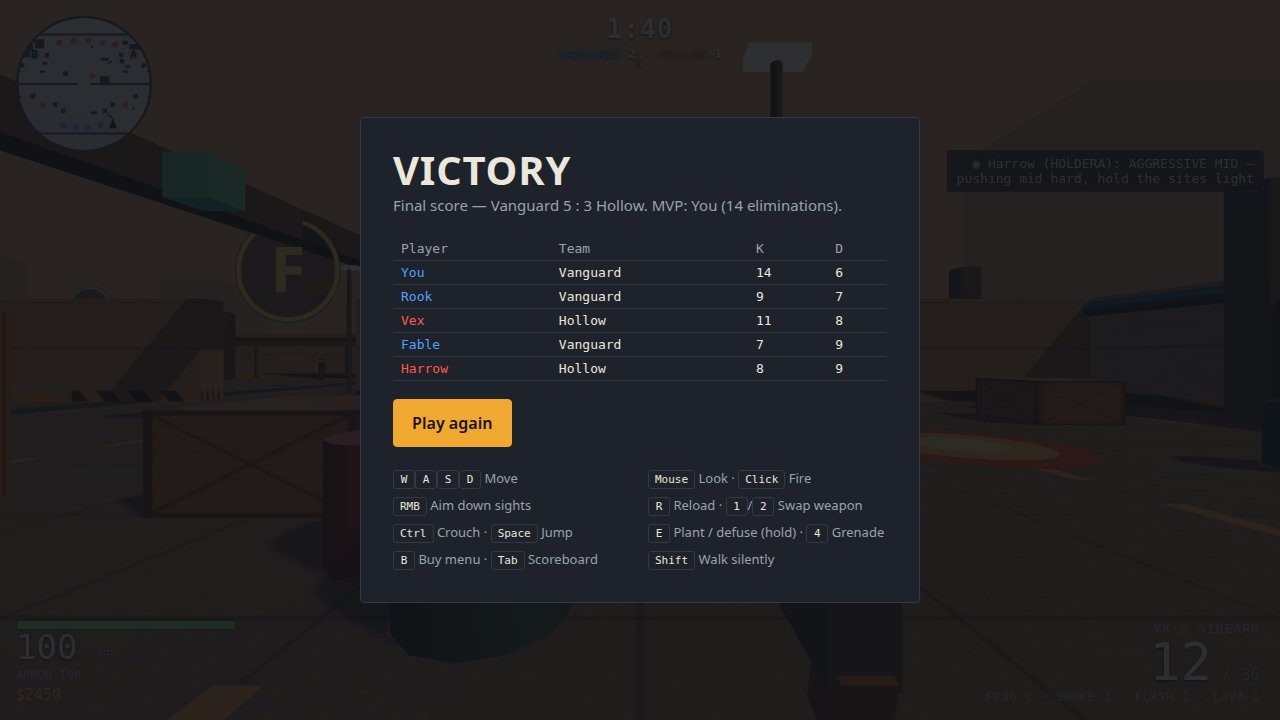 1:40
VANGUARD 2 — HOLLOW 1
B
A
◉ Harrow (HOLDERA): AGGRESSIVE MID —
pushing mid hard, hold the sites light
F
VICTORY
Final score — Vanguard 5 : 3 Hollow. MVP: You (14 eliminations).
Player Team K D
You Vanguard 14 6
Rook Vanguard 9 7
Vex Hollow 11 8
Fable Vanguard 7 9
Harrow Hollow 8 9
Play again
W A S D Move
Mouse Look · Click Fire
RMB Aim down sights
R Reload · 1 / 2 Swap weapon
Ctrl Crouch · Space Jump
E Plant / defuse (hold) · 4 Grenade
B Buy menu · Tab Scoreboard
Shift Walk silently
100 HP
ARMOR 100
$2450
VK-9 SIDEARM
12 / 36
FRAG 1 · SMOKE 1 · FLASH 1 · LAVA 1